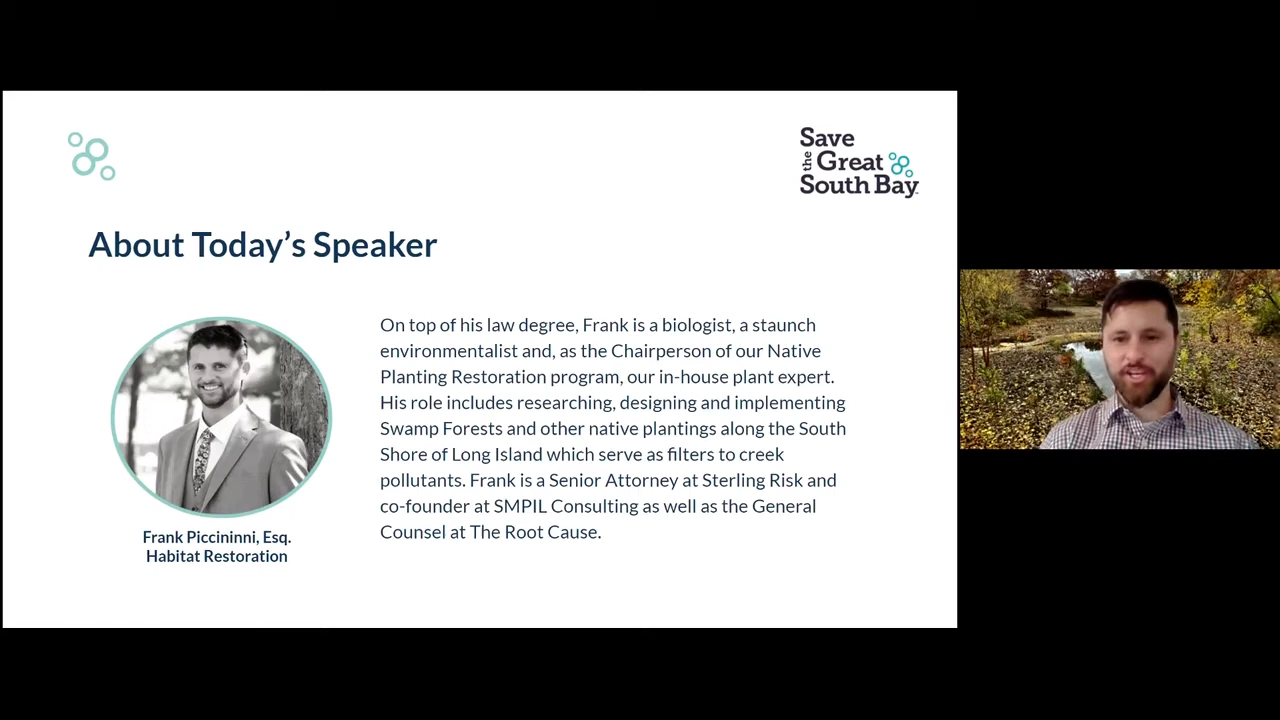 Save
the Great
South Bay
About Today's Speaker
On top of his law degree, Frank is a biologist, a staunch
environmentalist and, as the Chairperson of our Native
Planting Restoration program, our in-house plant expert.
His role includes researching, designing and implementing
Swamp Forests and other native plantings along the South
Shore of Long Island which serve as filters to creek
pollutants. Frank is a Senior Attorney at Sterling Risk and
co-founder at SMPIL Consulting as well as the General
Counsel at The Root Cause.
Frank Piccininni, Esq.
Habitat Restoration